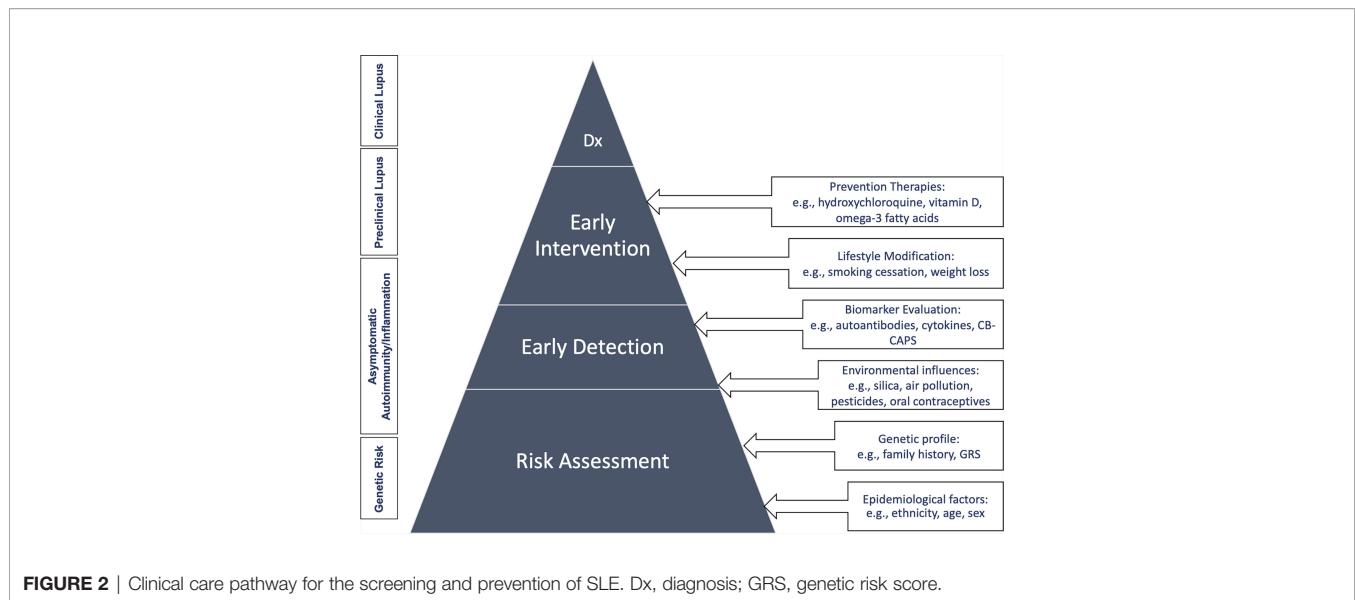 Clinical Lupus
Preclinical Lupus
Asymptomatic
Autoimmunity/Inflammation
Genetic Risk
Dx
Early
Intervention
Early Detection
Risk Assessment
Prevention Therapies:
e.g., hydroxychloroquine, vitamin D,
omega-3 fatty acids
Lifestyle Modification:
e.g., smoking cessation, weight loss
Biomarker Evaluation:
e.g., autoantibodies, cytokines, CB-
CAPS
Environmental influences:
e.g., silica, air pollution,
pesticides, oral contraceptives
Genetic profile:
e.g., family history, GRS
Epidemiological factors:
e.g., ethnicity, age, sex
FIGURE 2 | Clinical care pathway for the screening and prevention of SLE. Dx, diagnosis; GRS, genetic risk score.